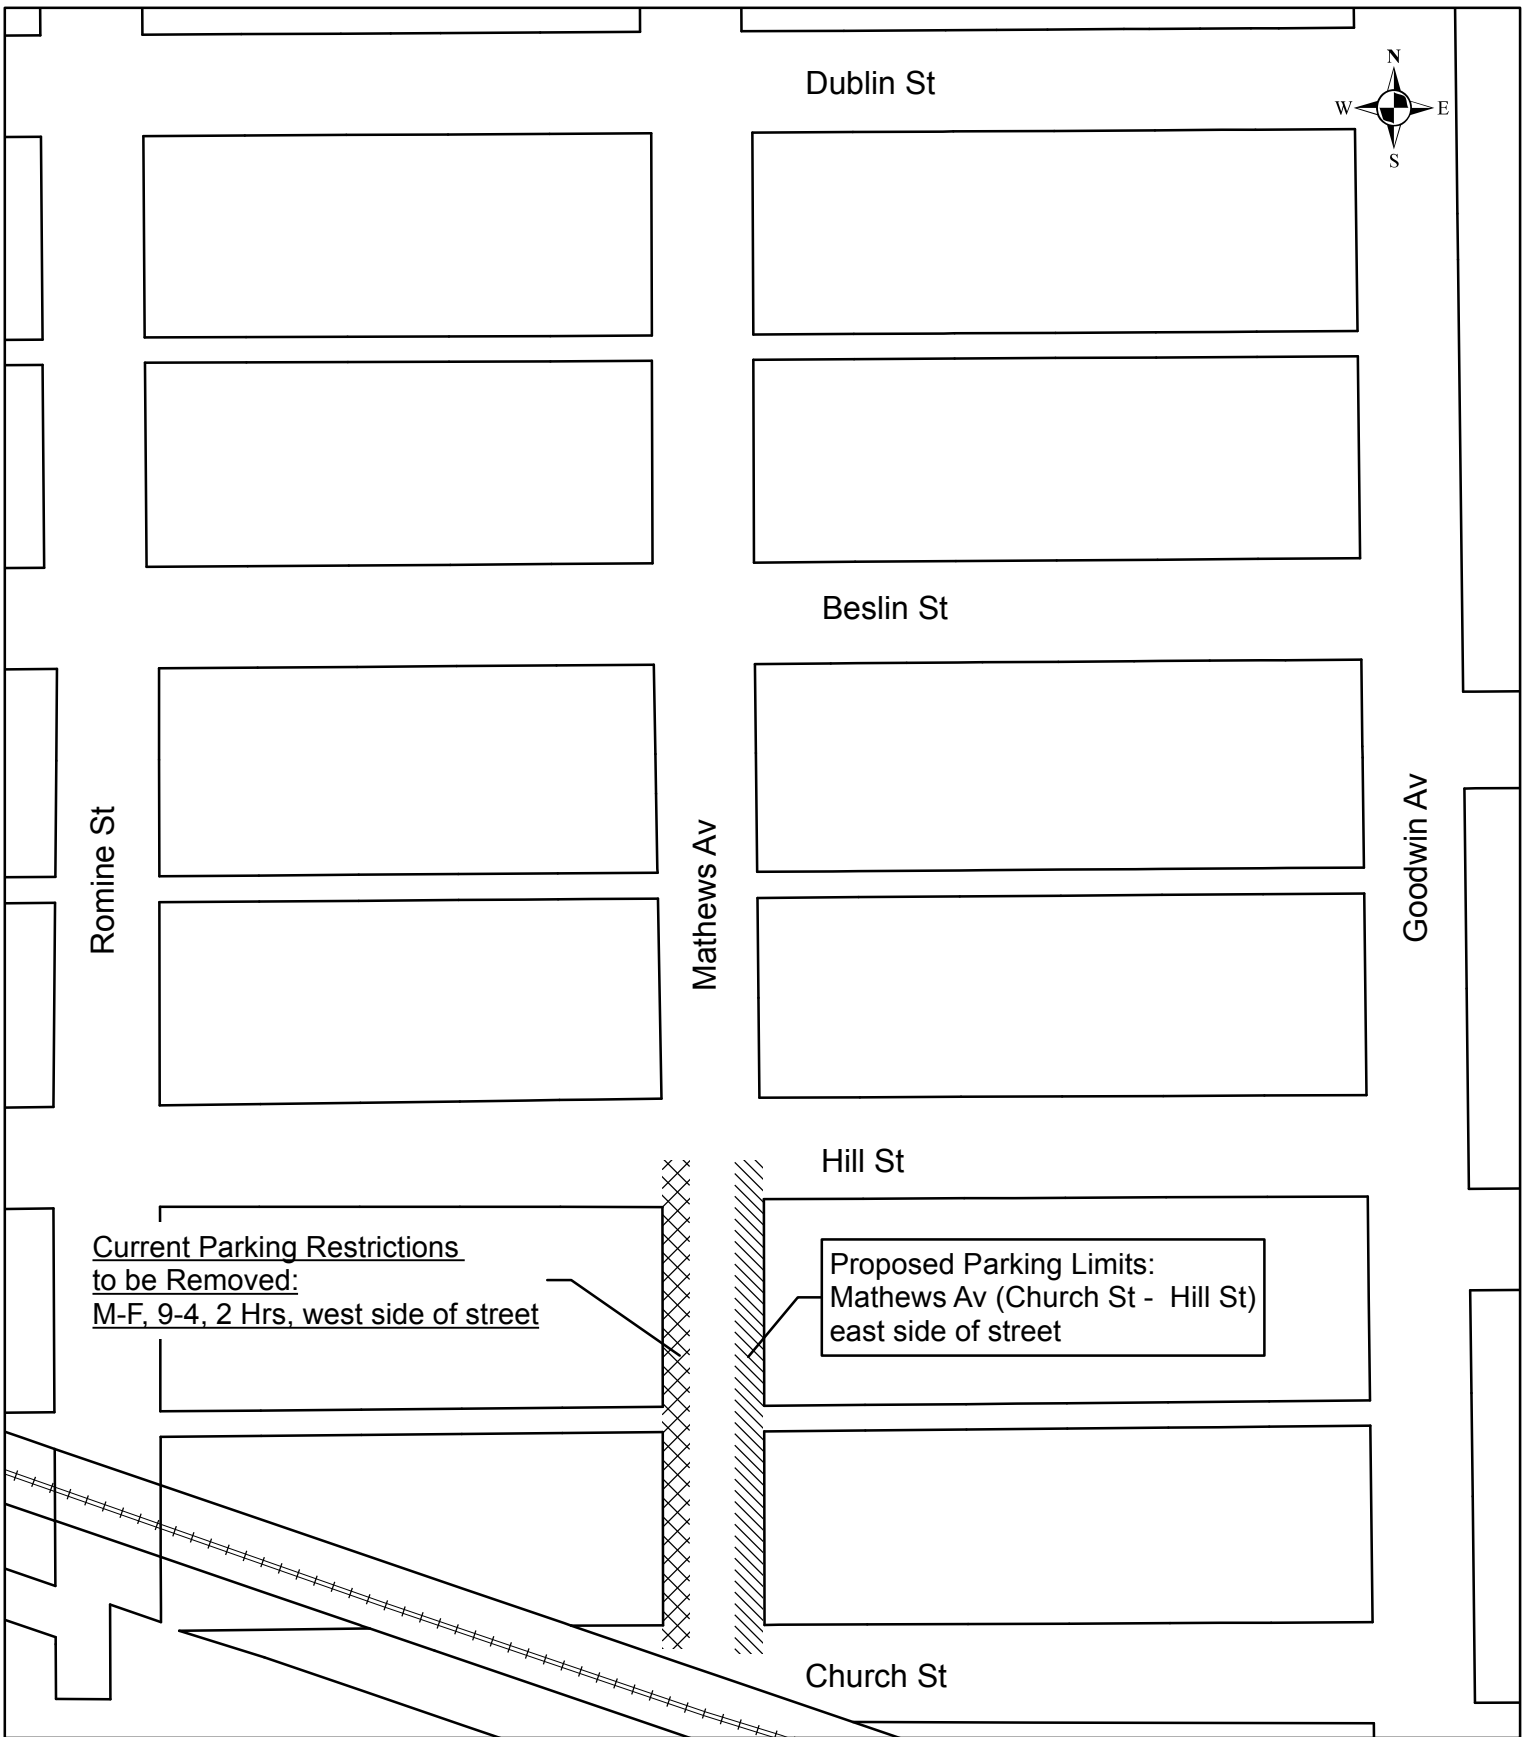 Dublin St
N
W E
S
Beslin St
Romine St
Mathews Av
Goodwin Av
Hill St
Current Parking Restrictions
to be Removed:
M-F, 9-4, 2 Hrs, west side of street
Proposed Parking Limits:
Mathews Av (Church St - Hill St)
east side of street
Church St